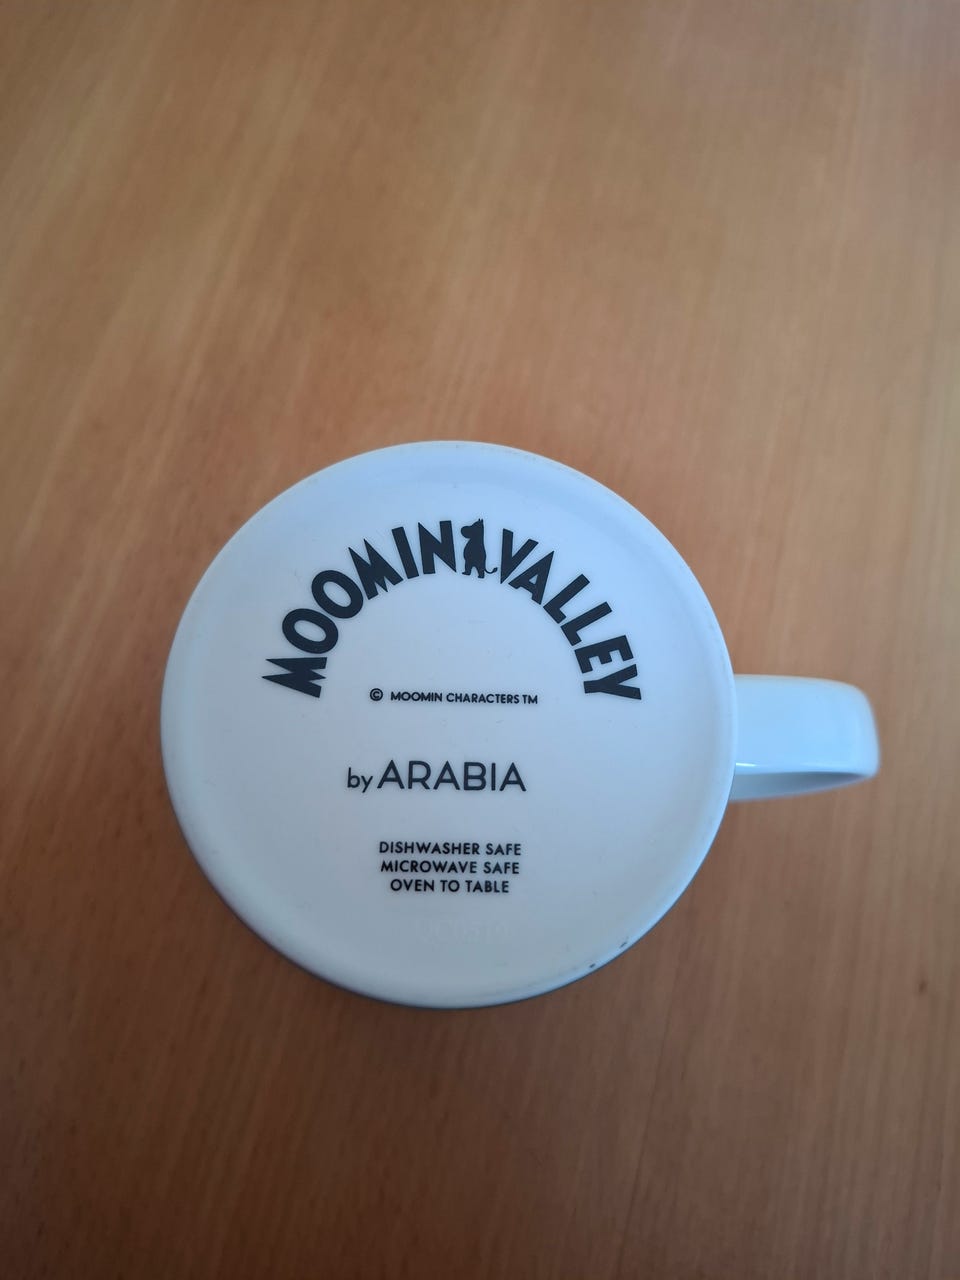 MOOMINVALLEY
© MOOMIN CHARACTERS TM
by ARABIA
DISHWASHER SAFE
MICROWAVE SAFE
OVEN TO TABLE